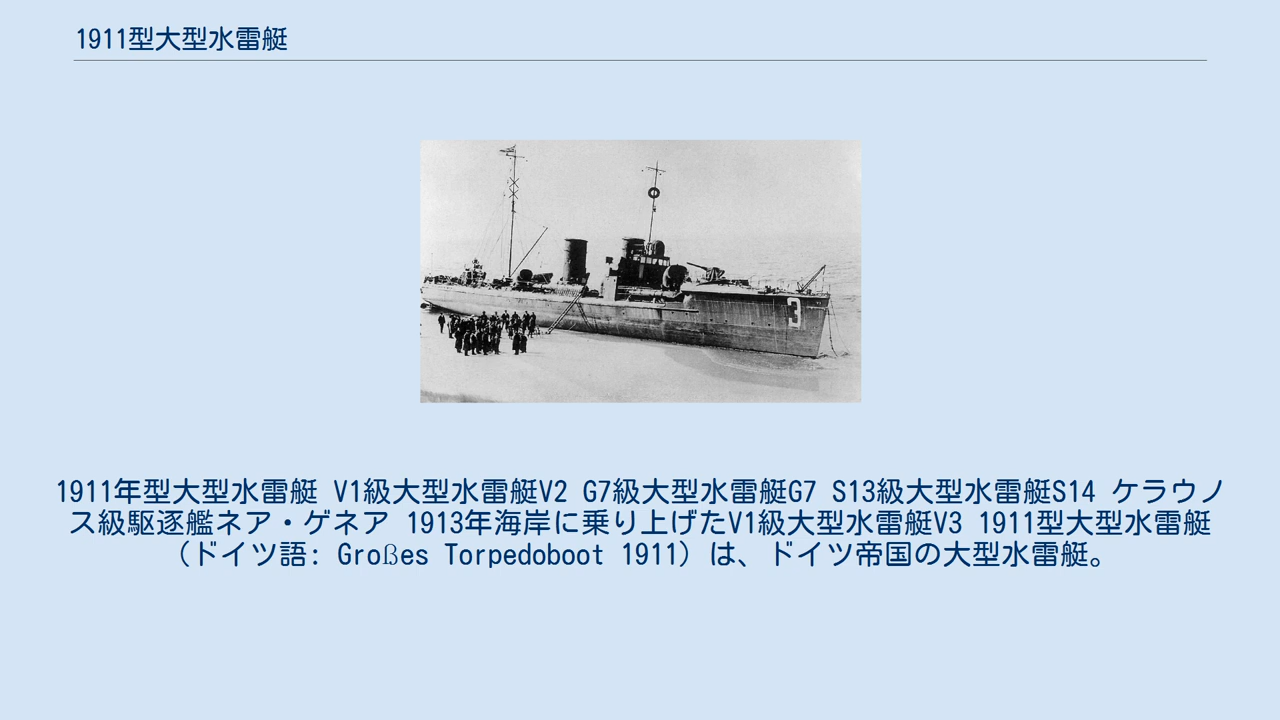 1911型大型水雷艇
3
1911年型大型水雷艇 V1級大型水雷艇V2 G7級大型水雷艇G7 S13級大型水雷艇S14 ケラウノ
ス級駆逐艦ネア・ゲネア 1913年海岸に乗り上げたV1級大型水雷艇V3 1911型大型水雷艇
（ドイツ語: Großes Torpedoboot 1911）は、ドイツ帝国の大型水雷艇。